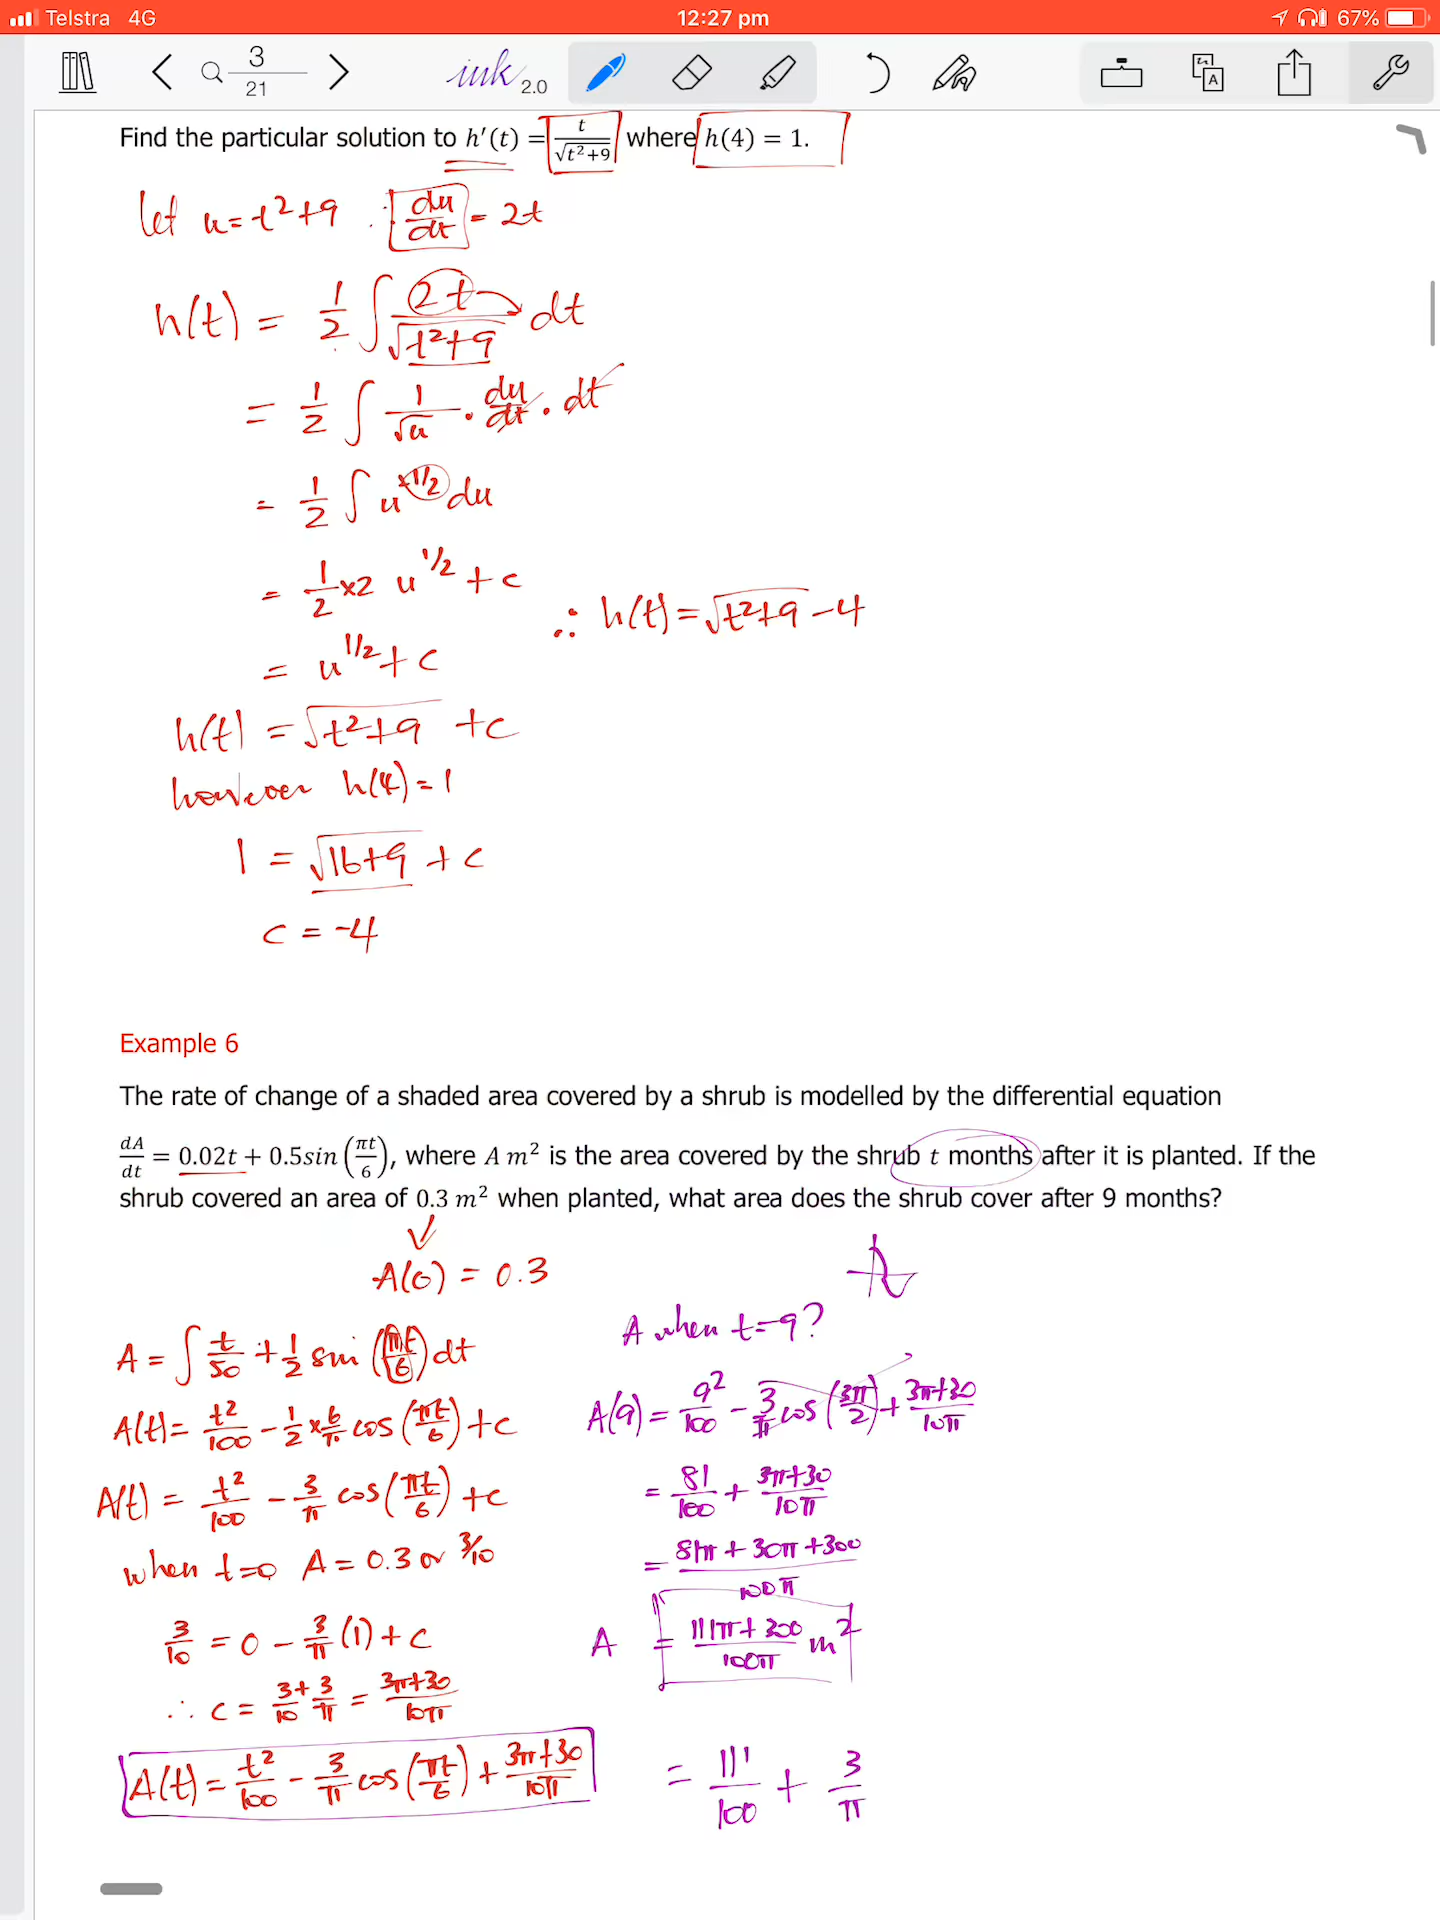 Telstra 4G 12:27 pm 67%
3
21
ink 2.0
Find the particular solution to h′(t) = t/√(t²+9) where h(4) = 1.
let u = t²+9 ∴ du/dt = 2t
h(t) = 1/2 ∫ 2t/√(t²+9) dt
= 1/2 ∫ 1/√u · du/dt · dt
= 1/2 ∫ u^(-1/2) du
= 1/2 ×2 u^(1/2) + c
= u^(1/2) + c
h(t) = √(t²+9) + c
however h(4) = 1
1 = √(16+9) + c
c = -4
∴ h(t) = √(t²+9) - 4
Example 6
The rate of change of a shaded area covered by a shrub is modelled by the differential equation
dA/dt = 0.02t + 0.5sin(πt/6), where A m² is the area covered by the shrub t months after it is planted. If the
shrub covered an area of 0.3 m² when planted, what area does the shrub cover after 9 months?
A(0) = 0.3
A = ∫ t/50 + 1/2 sin(πt/6) dt
A(t) = t²/100 - 1/2 × 6/π cos(πt/6) + c
A(t) = t²/100 - 3/π cos(πt/6) + c
when t=0 A = 0.3 or 3/10
3/10 = 0 - 3/π (1) + c
∴ c = 3/10 + 3/π = (3π+30)/10π
A(t) = t²/100 - 3/π cos(πt/6) + (3π+30)/10π
A when t=9?
A(9) = 9²/100 - 3/π cos(3π/2) + (3π+30)/10π
= 81/100 + (3π+30)/10π
= (81π + 30π + 300)/100π
A = (111π + 300)/100π m²
= 111/100 + 3/π